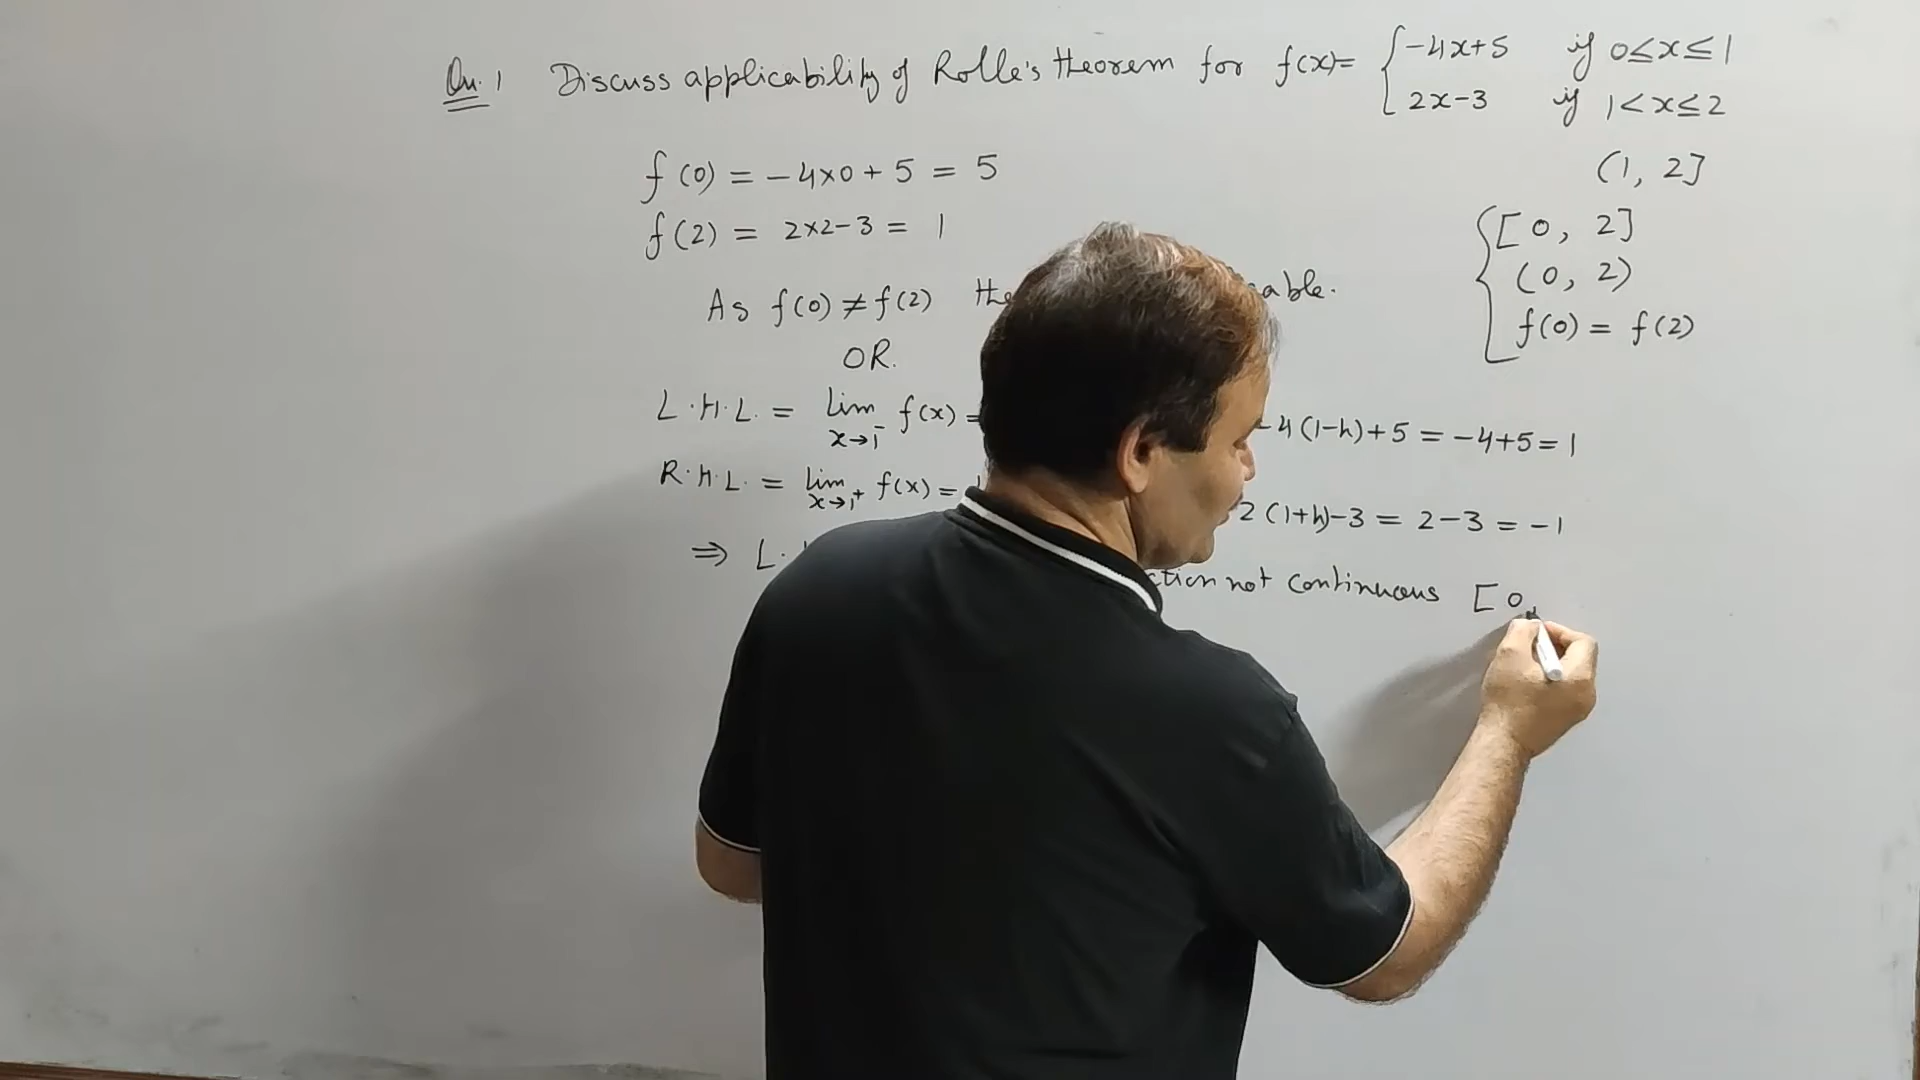 Qu. 1 Discuss applicability of Rolle's theorem for f(x)= { -4x+5 if 0≤x≤1
2x-3 if 1<x≤2
f(0) = -4×0+5 = 5
(1, 2]
f(2) = 2×2-3 = 1
[0, 2]
(0, 2)
As f(0) ≠ f(2)
f(0) = f(2)
OR.
L.H.L. = lim x→1⁻ f(x) = -4(1-h)+5 = -4+5 = 1
R.H.L. = lim x→1⁺ f(x) = 2(1+h)-3 = 2-3 = -1
⇒ L. not continuous [0,